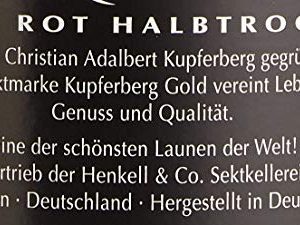 ROT HALBTROC
Christian Adalbert Kupferberg gegrü
ktmarke Kupferberg Gold vereint Leb
Genuss und Qualität.
ine der schönsten Launen der Welt!
rtrieb der Henkell & Co. Sektkellerei
n · Deutschland · Hergestellt in Deu